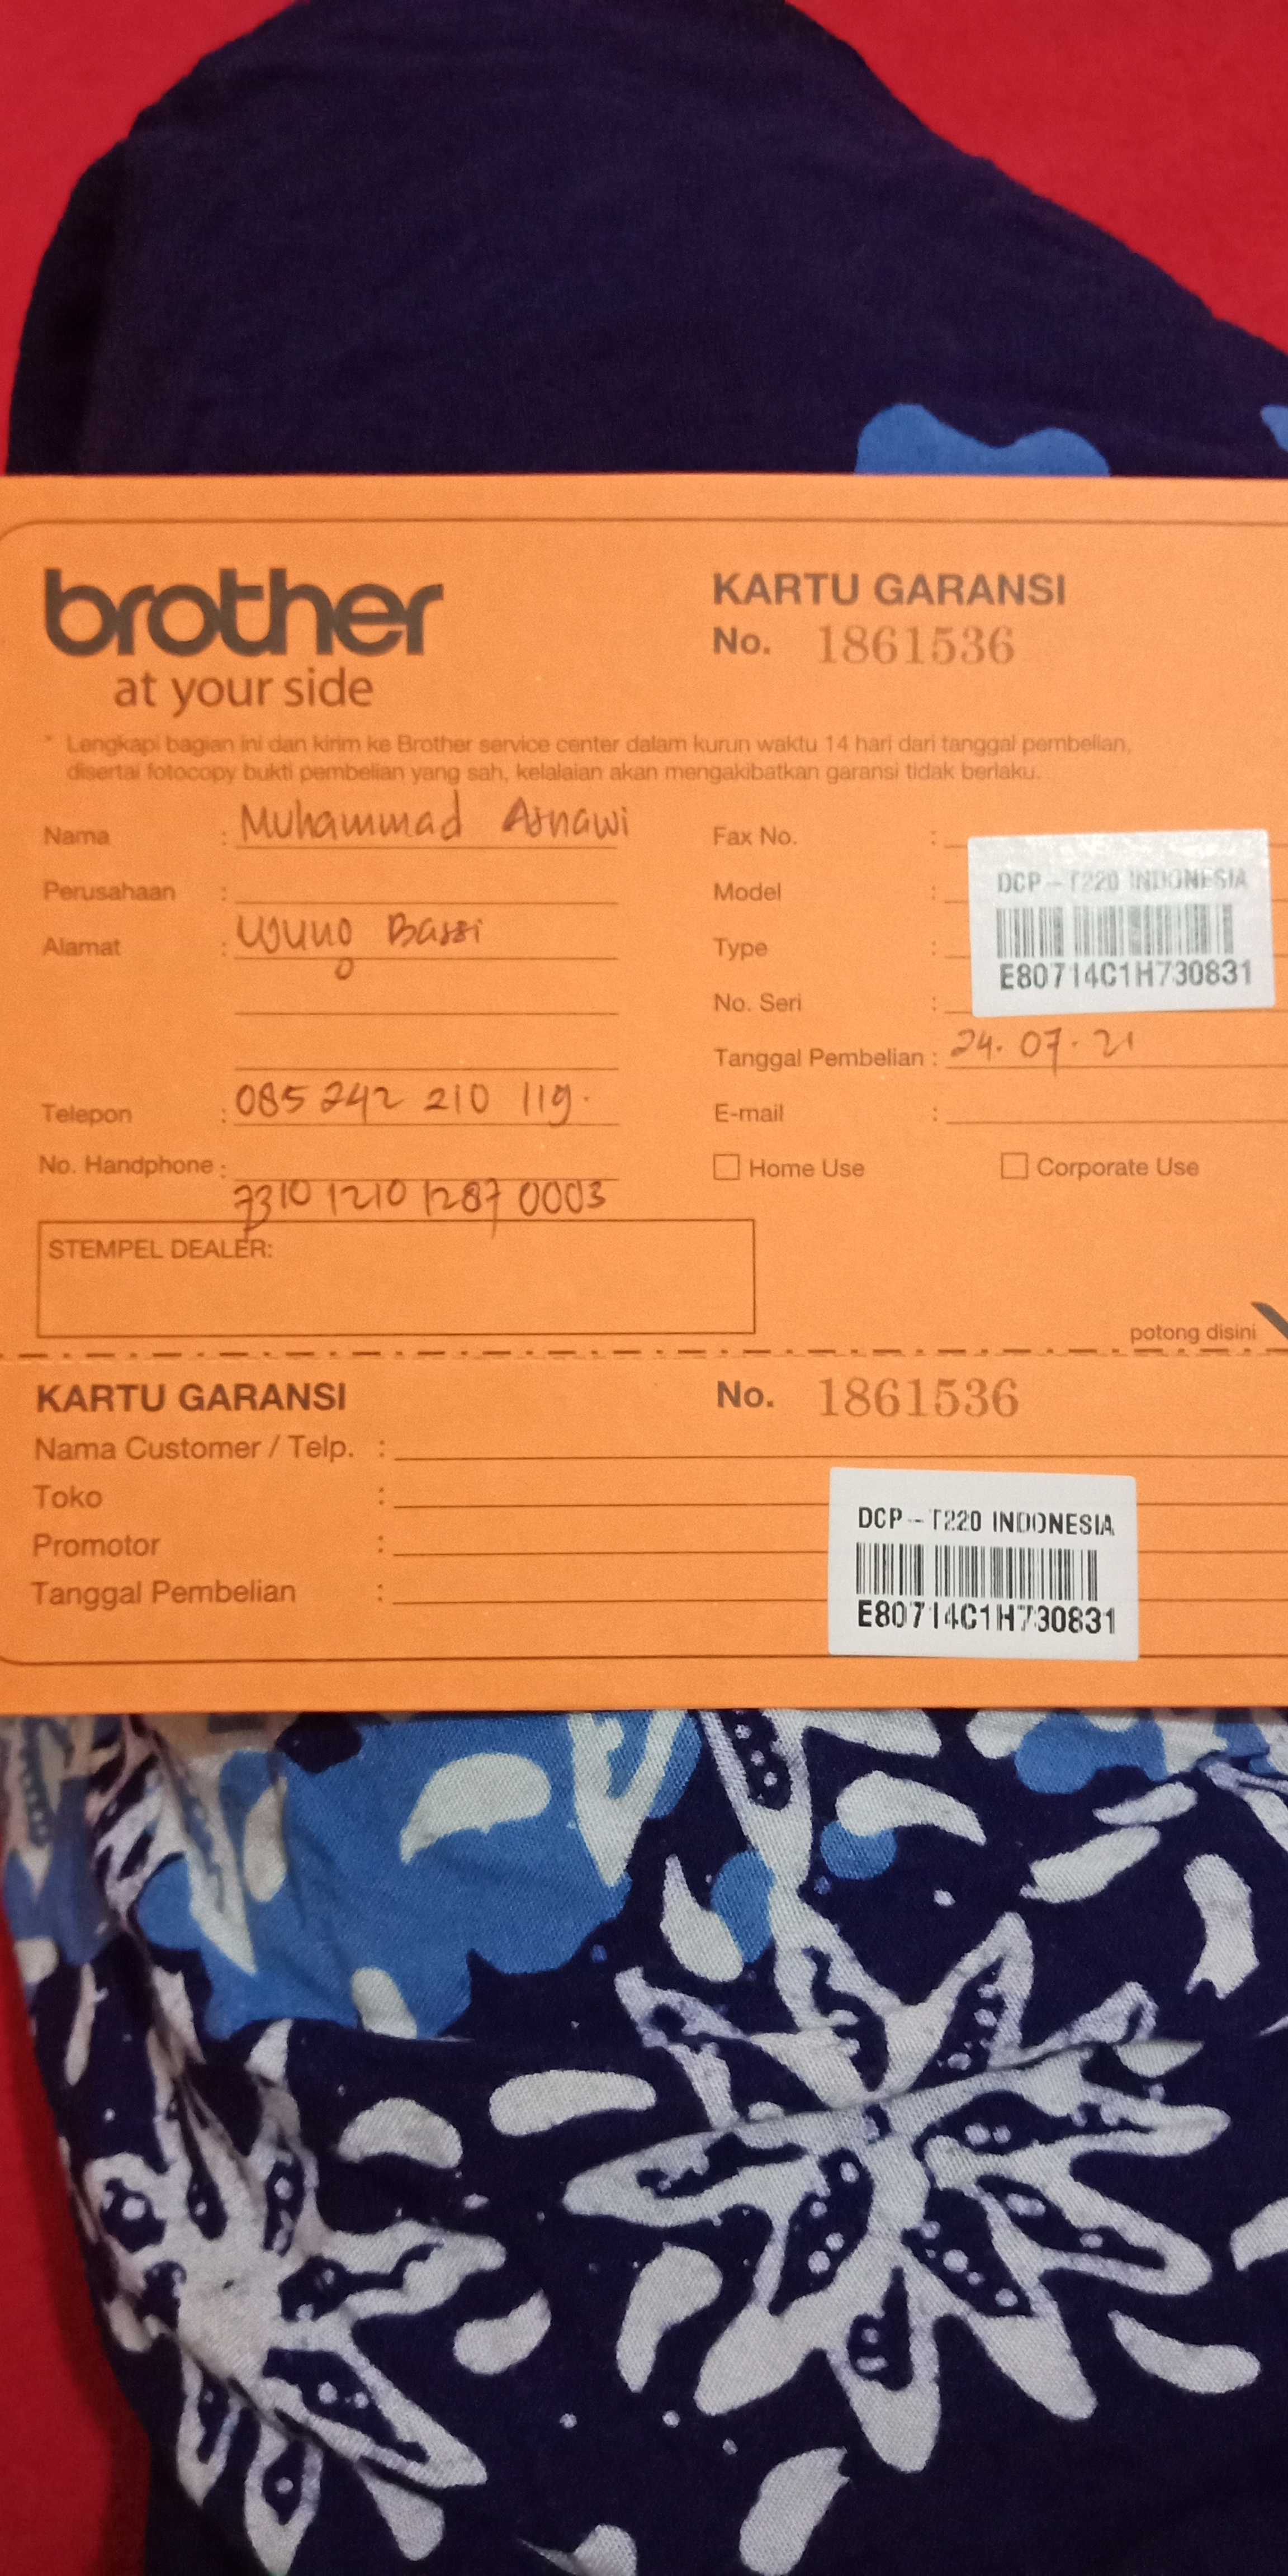 brother
at your side
KARTU GARANSI
No. 1861536
* Lengkapi bagian ini dan kirim ke Brother service center dalam kurun waktu 14 hari dari tanggal pembelian,
disertai fotocopy bukti pembelian yang sah, kelalaian akan mengakibatkan garansi tidak berlaku.
Nama : Muhammad Asnawi
Perusahaan :
Alamat : Ujung Bassi
Telepon : 085 242 210 119.
No. Handphone :
7310 1210 1287 0003
Fax No. :
Model :
Type :
No. Seri :
DCP-T220 INDONESIA
E80714C1H730831
Tanggal Pembelian : 24. 07. 21
E-mail :
Home Use
Corporate Use
STEMPEL DEALER:
potong disini
KARTU GARANSI
No. 1861536
Nama Customer / Telp. :
Toko :
Promotor :
Tanggal Pembelian :
DCP-T220 INDONESIA
E80714C1H730831